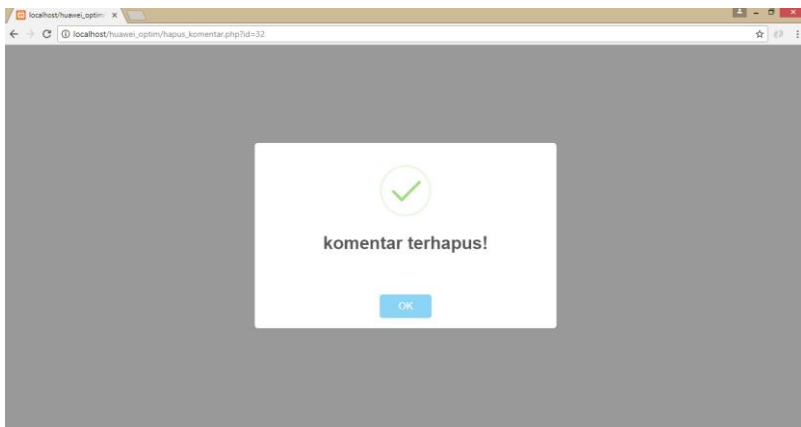 localhost/huawei_optim
localhost/huawei_optim/hapus_komentar.php?id=32
komentar terhapus!
OK